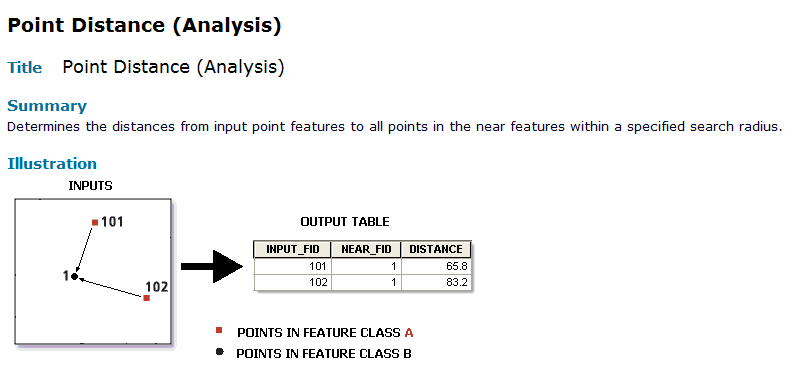 Point Distance (Analysis)
Title Point Distance (Analysis)
Summary
Determines the distances from input point features to all points in the near features within a specified search radius.
Illustration
INPUTS
101
1
102
OUTPUT TABLE
INPUT_FID NEAR_FID DISTANCE
101 1 65.8
102 1 83.2
POINTS IN FEATURE CLASS A
POINTS IN FEATURE CLASS B